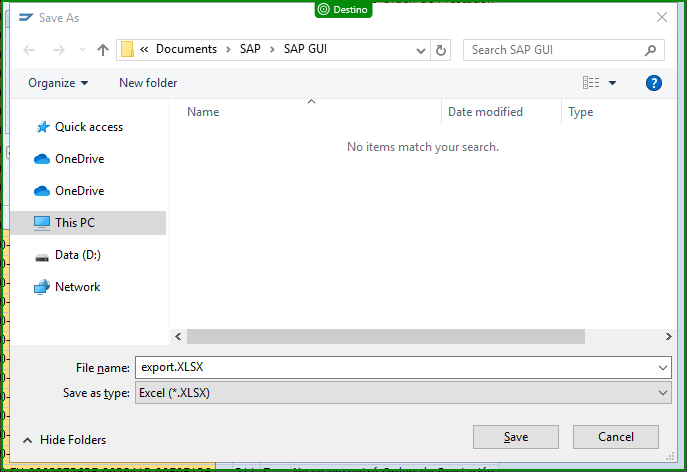 Destino
Save As
« Documents > SAP > SAP GUI
Search SAP GUI
Organize
New folder
?
Name
Date modified
Type
Quick access
OneDrive
OneDrive
This PC
Data (D:)
Network
No items match your search.
File name:
export.XLSX
Save as type:
Excel (*.XLSX)
Hide Folders
Save
Cancel